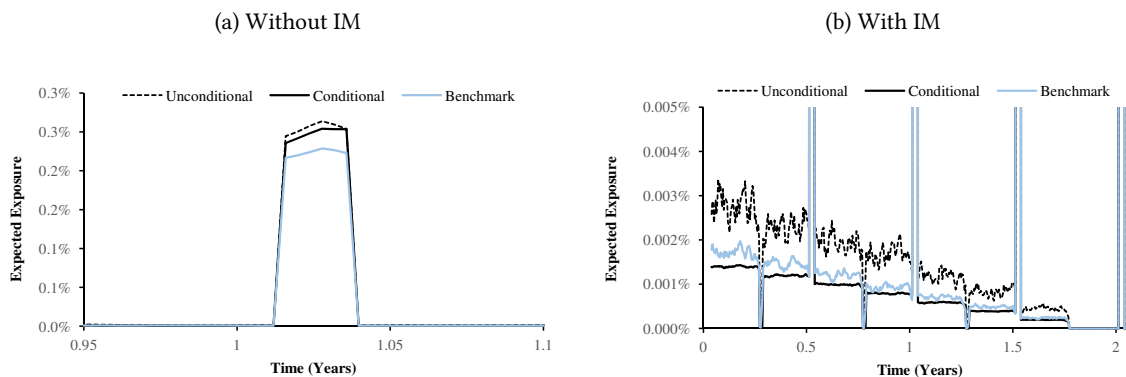 (a) Without IM
Unconditional Conditional Benchmark
0.3%
0.3%
0.2%
0.2%
0.1%
0.1%
0.0%
0.95 1 1.05 1.1
Expected Exposure
Time (Years)
(b) With IM
Unconditional Conditional Benchmark
0.005%
0.004%
0.003%
0.002%
0.001%
0.000%
0 0.5 1 1.5 2
Expected Exposure
Time (Years)